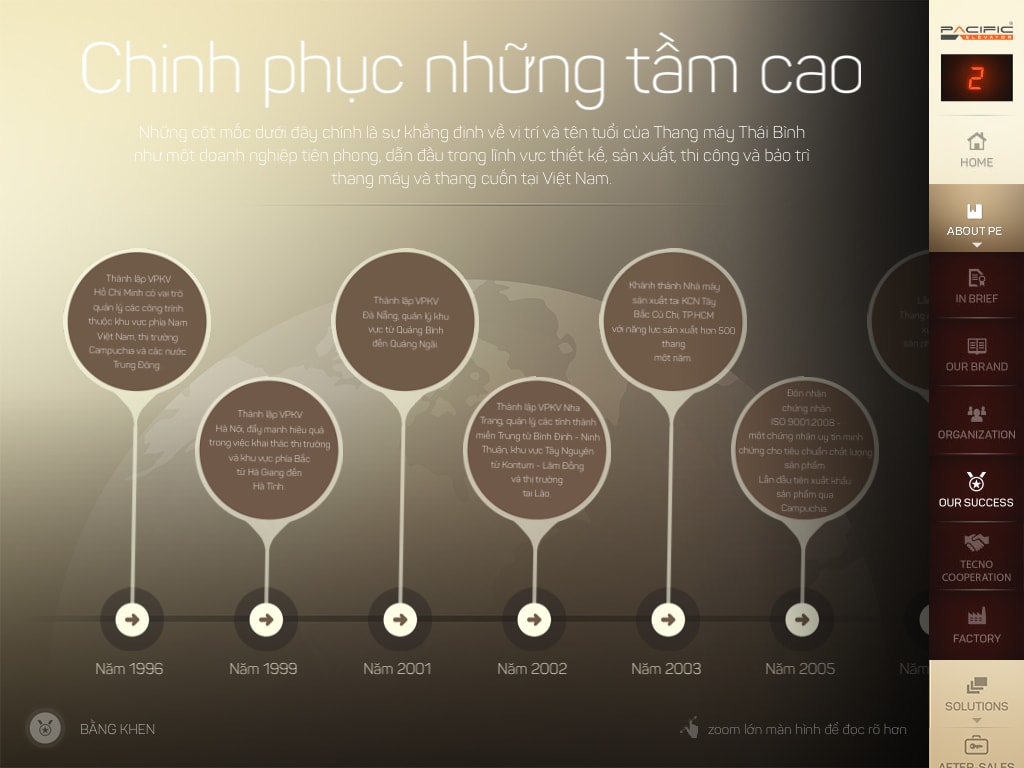 Chinh phục những tầm cao
Những cột mốc dưới đây chính là sự khẳng định về vị trí và tên tuổi của Thang máy Thái Bình
như một doanh nghiệp tiên phong, dẫn đầu trong lĩnh vực thiết kế, sản xuất, thi công và bảo trì
thang máy và thang cuốn tại Việt Nam.
Thành lập VPKV
Hồ Chí Minh có vai trò
quản lý các công trình
thuộc khu vực phía Nam
Việt Nam, thị trường
Campuchia và các nước
Trung Đông
Thành lập VPKV
Hà Nội, đẩy mạnh hiệu quả
trong việc khai thác thị trường
và khu vực phía Bắc
từ Hà Giang đến
Hà Tĩnh.
Thành lập VPKV
Đà Nẵng, quản lý khu
vực từ Quảng Bình
đến Quảng Ngãi
Thành lập VPKV Nha
Trang, quản lý các tỉnh thành
miền Trung từ Bình Định - Ninh
Thuận, khu vực Tây Nguyên
từ Kontum - Lâm Đồng
và thị trường
tại Lào.
Khánh thành Nhà máy
sản xuất tại KCN Tây
Bắc Củ Chi, TP.HCM
với năng lực sản xuất hơn 500
thang
một năm.
Đón nhận
chứng nhận
ISO 9001:2008 -
một chứng nhận uy tín minh
chứng cho tiêu chuẩn chất lượng
sản phẩm.
Lần đầu tiên xuất khẩu
sản phẩm qua
Campuchia.
Năm 1996
Năm 1999
Năm 2001
Năm 2002
Năm 2003
Năm 2005
Năm
BẰNG KHEN
zoom lớn màn hình để đọc rõ hơn
PACIFIC
ELEVATOR
2
HOME
ABOUT PE
IN BRIEF
OUR BRAND
ORGANIZATION
OUR SUCCESS
TECNO
COOPERATION
FACTORY
SOLUTIONS
AFTER-SALES